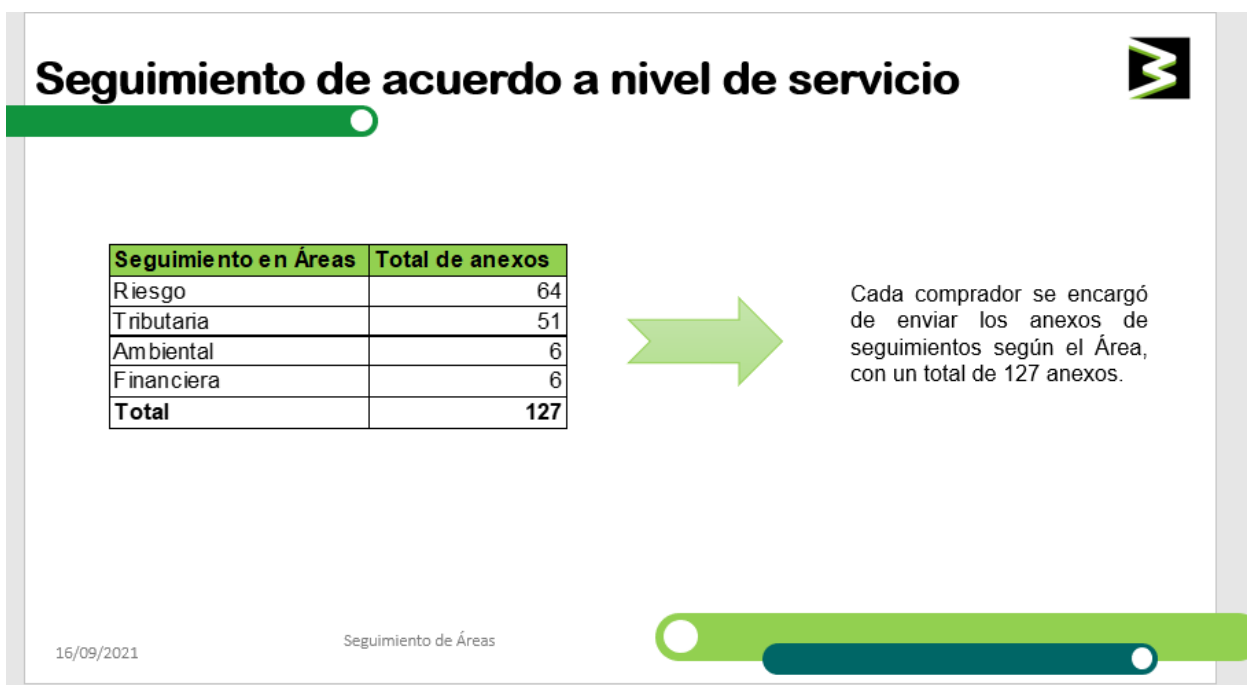 Seguimiento de acuerdo a nivel de servicio
Seguimiento en Áreas Total de anexos
Riesgo 64
Tributaria 51
Ambiental 6
Financiera 6
Total 127
Cada comprador se encargó
de enviar los anexos de
seguimientos según el Área,
con un total de 127 anexos.
16/09/2021
Seguimiento de Áreas